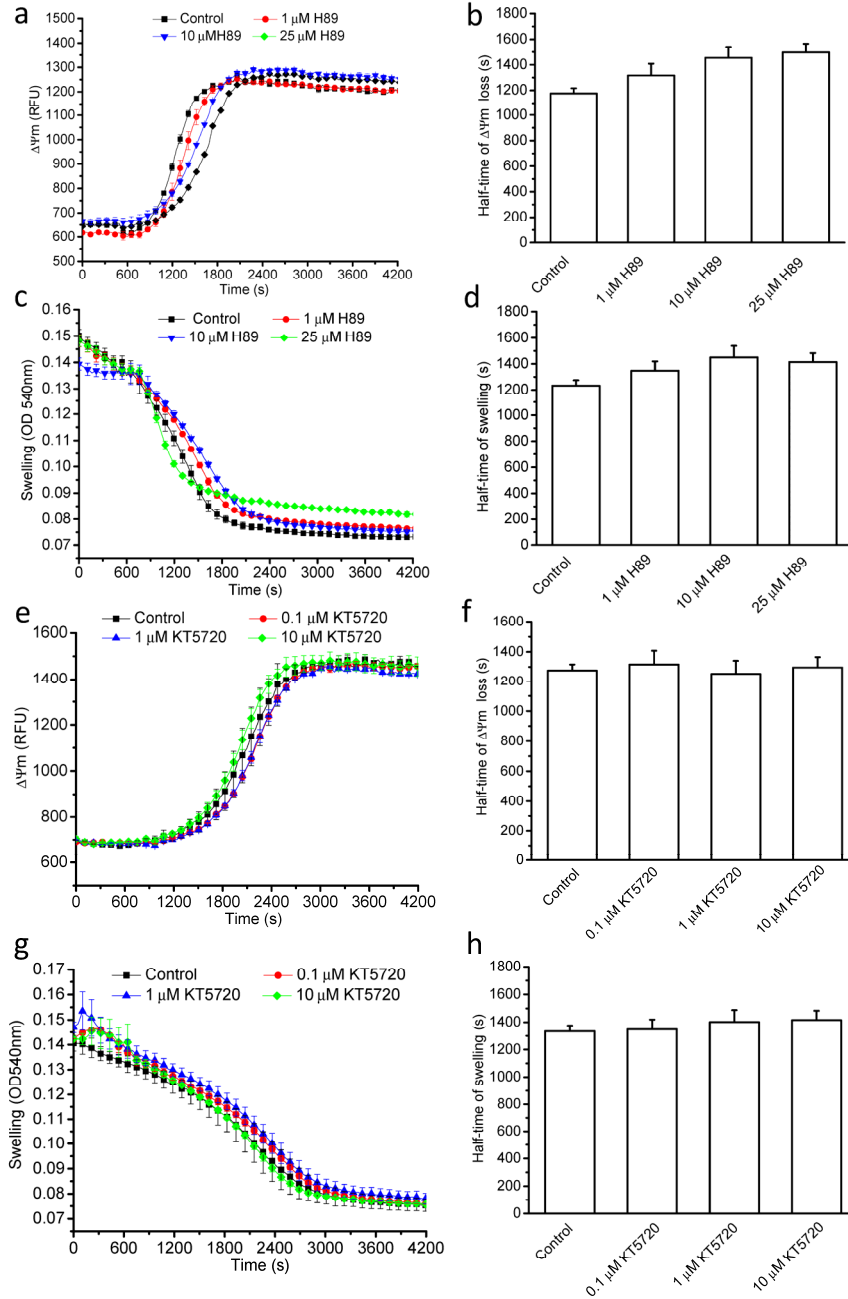 a
Control
1 μM H89
10 μMH89
25 μM H89
1500
1400
1300
1200
1100
1000
900
800
700
600
500
ΔΨm (RFU)
0
600
1200
1800
2400
3000
3600
4200
Time (s)
b
1800
1600
1400
1200
1000
800
600
400
200
0
Half-time of ΔΨm loss (s)
Control
1 μM H89
10 μM H89
25 μM H89
c
Control
1 μM H89
10 μM H89
25 μM H89
0.16
0.15
0.14
0.13
0.12
0.11
0.10
0.09
0.08
0.07
Swelling (OD 540nm)
0
600
1200
1800
2400
3000
3600
4200
Time (s)
d
1800
1600
1400
1200
1000
800
600
400
200
0
Half-time of swelling (s)
Control
1 μM H89
10 μM H89
25 μM H89
e
Control
0.1 μM KT5720
1 μM KT5720
10 μM KT5720
1600
1400
1200
1000
800
600
ΔΨm (RFU)
0
600
1200
1800
2400
3000
3600
4200
Time (s)
f
1600
1400
1200
1000
800
600
400
200
0
Half-time of ΔΨm loss (s)
Control
0.1 μM KT5720
1 μM KT5720
10 μM KT5720
g
Control
0.1 μM KT5720
1 μM KT5720
10 μM KT5720
0.17
0.16
0.15
0.14
0.13
0.12
0.11
0.10
0.09
0.08
0.07
Swelling (OD540nm)
0
600
1200
1800
2400
3000
3600
4200
Time (s)
h
1800
1600
1400
1200
1000
800
600
400
200
0
Half-time of swelling (s)
Control
0.1 μM KT5720
1 μM KT5720
10 μM KT5720